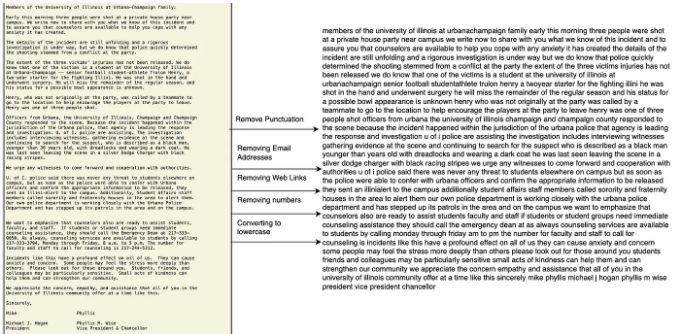 Members of the University of Illinois at Urbana-Champaign family:
Early this morning three people were shot at a private house party near
campus. We write now to share with you what we know of this incident and
to assure you that counselors are available to help you cope with any
anxiety it has created.
The details of the incident are still unfolding and a rigorous
investigation is under way, but we do know that police quickly determined
the shooting stemmed from a conflict at the party.
The extent of the three victims' injuries has not been released. We do
know that one of the victims is a student at the University of Illinois
at Urbana-Champaign -- senior football student-athlete Trulon Henry, a
two-year starter for the Fighting Illini. He was shot in the hand and
underwent surgery. He will miss the remainder of the regular season, and
his status for a possible bowl appearance is unknown.
Henry, who was not originally at the party, was called by a teammate to
go to the location to help encourage the players at the party to leave.
Henry was one of three people shot.
Officers from Urbana, the University of Illinois, Champaign and Champaign
County responded to the scene. Because the incident happened within the
jurisdiction of the Urbana police, that agency is leading the response
and investigation. U. of I. police are assisting. The investigation
includes interviewing witnesses, gathering evidence at the scene and
continuing to search for the suspect, who is described as a black man,
younger than 30 years old, with dreadlocks and wearing a dark coat. He
was last seen leaving the scene in a silver Dodge Charger with black
racing stripes.
We urge any witnesses to come forward and cooperation with authorities.
U. of I. police said there was never any threat to students elsewhere on
campus, but as soon as the police were able to confer with Urbana
officers and confirm the appropriate information to be released, they
sent an Illini-Alert to the campus. Additionally, Student Affairs staff
members called sorority and fraternity houses in the area to alert them.
Our own police department is working closely with the Urbana Police
Department and has stepped up its patrols in the area and on the campus.
We want to emphasize that counselors also are ready to assist students,
faculty, and staff. If students or student groups need immediate
counseling assistance, they should call the Emergency Dean at
Monday through Friday, 8 a.m. to 5 p.m. The number for
faculty and staff to call for counseling is
Incidents like this have a profound effect on all of us. They can cause
anxiety and concern. Some people may feel the stress more deeply than
others. Please look out for those around you. Students, friends, and
colleagues may be particularly sensitive. Small acts of kindness can
help them and can strengthen our community.
We appreciate the concern, empathy, and assistance that all of you in the
University of Illinois community offer at a time like this.
Sincerely,
Mike Phyllis
Michael J. Hogan Phyllis M. Wise
President Vice President & Chancellor
Remove Punctuation
Removing Email
Addresses
Removing Web Links
Removing numbers
Converting to
lowercase
members of the university of illinois at urbanachampaign family early this morning three people were shot
at a private house party near campus we write now to share with you what we know of this incident and to
assure you that counselors are available to help you cope with any anxiety it has created the details of the
incident are still unfolding and a rigorous investigation is under way but we do know that police quickly
determined the shooting stemmed from a conflict at the party the extent of the three victims injuries has not
been released we do know that one of the victims is a student at the university of illinois at
urbanachampaign senior football studentathlete trulon henry a twoyear starter for the fighting illini he was
shot in the hand and underwent surgery he will miss the remainder of the regular season and his status for a
possible bowl appearance is unknown henry who was not originally at the party was called by a
teammate to go to the location to help encourage the players at the party to leave henry was one of three
people shot officers from urbana the university of illinois champaign and champaign county responded to
the scene because the incident happened within the jurisdiction of the urbana police that agency is leading
the response and investigation u of i police are assisting the investigation includes interviewing witnesses
gathering evidence at the scene and continuing to search for the suspect who is described as a black man
younger than years old with dreadlocks and wearing a dark coat he was last seen leaving the scene in a
silver dodge charger with black racing stripes we urge any witnesses to come forward and cooperation with
authorities u of i police said there was never any threat to students elsewhere on campus but as soon as
the police were able to confer with urbana officers and confirm the appropriate information to be released
they sent an illinialert to the campus additionally student affairs staff members called sorority and fraternity
houses in the area to alert them our own police department is working closely with the urbana police
department and has stepped up its patrols in the area and on the campus we want to emphasize that
counselors also are ready to assist students faculty and staff if students or student groups need immediate
counseling assistance they should call the emergency dean at as always counseling services are available
to students by calling monday through friday am to pm the number for faculty and staff to call for
counseling is incidents like this have a profound effect on all of us they can cause anxiety and concern
some people may feel the stress more deeply than others please look out for those around you students
friends and colleagues may be particularly sensitive small acts of kindness can help them and can
strengthen our community we appreciate the concern empathy and assistance that all of you in the
university of illinois community offer at a time like this sincerely mike phyllis michael j hogan phyllis m wise
president vice president chancellor